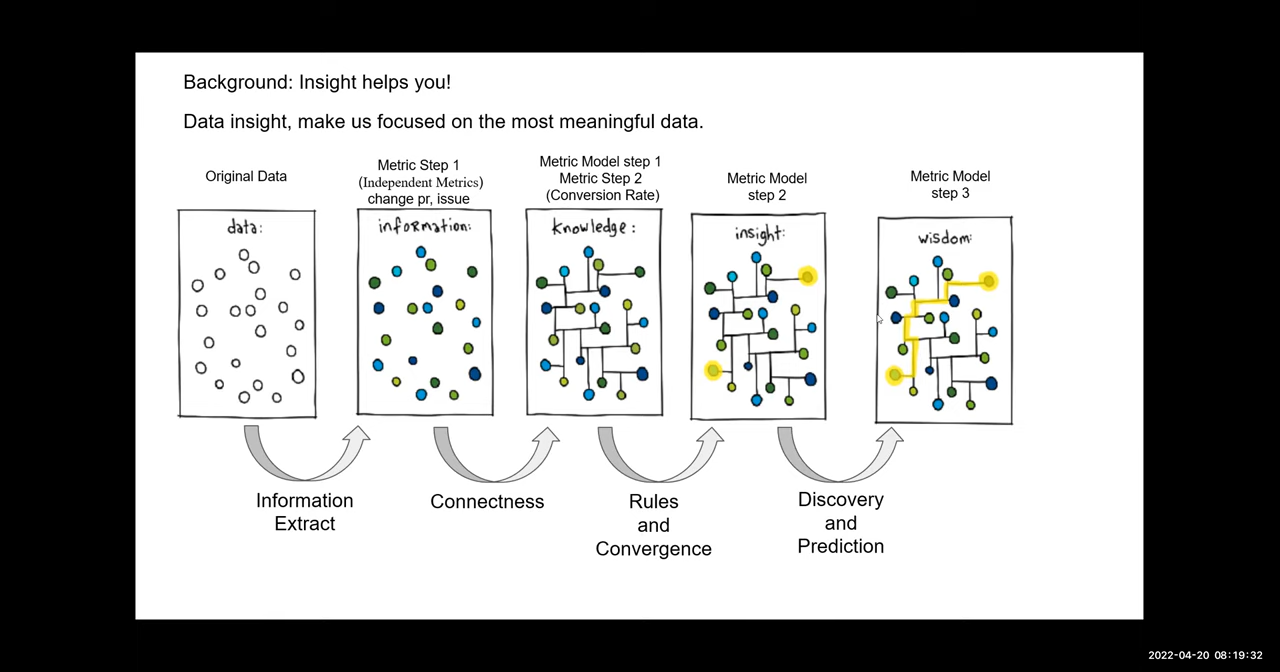 Background: Insight helps you!
Data insight, make us focused on the most meaningful data.
Original Data
Metric Step 1
(Independent Metrics)
change pr, issue
Metric Model step 1
Metric Step 2
(Conversion Rate)
Metric Model
step 2
Metric Model
step 3
data:
information:
knowledge:
insight:
wisdom:
Information
Extract
Connectness
Rules
and
Convergence
Discovery
and
Prediction
2022-04-20 08:19:32